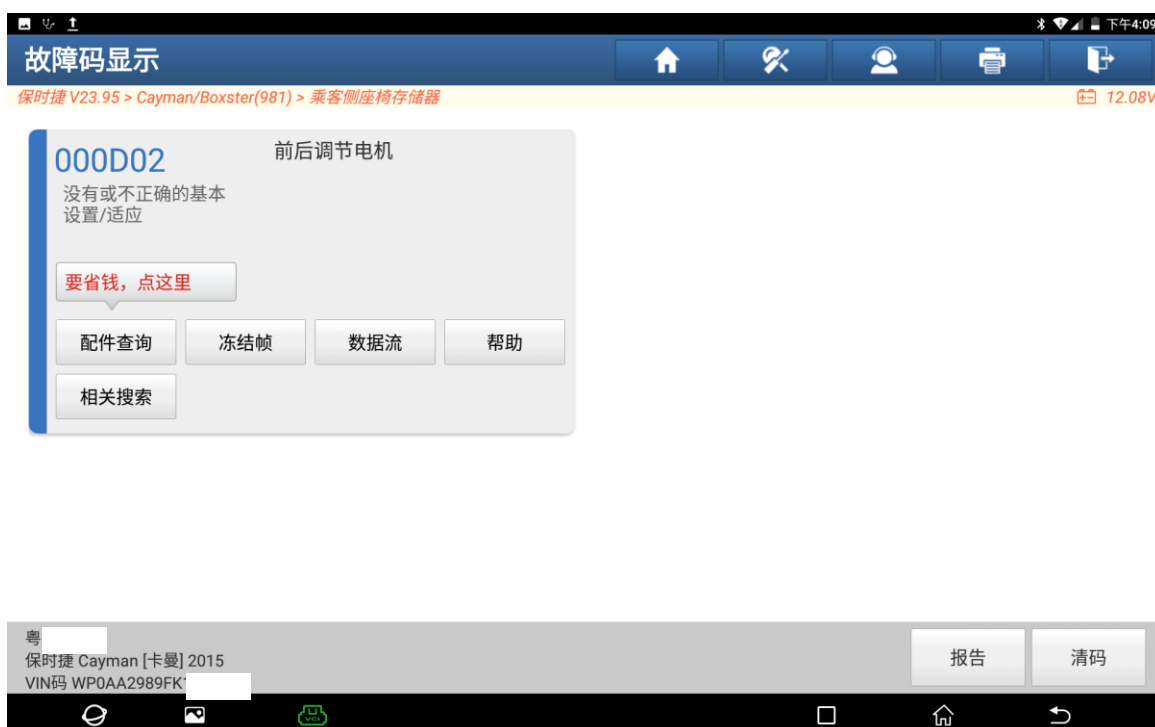 下午4:09
故障码显示
保时捷 V23.95 > Cayman/Boxster(981) > 乘客侧座椅存储器
12.08V
000D02
前后调节电机
没有或不正确的基本
设置/适应
要省钱，点这里
配件查询
冻结帧
数据流
帮助
相关搜索
粤
保时捷 Cayman [卡曼] 2015
VIN码 WP0AA2989FK
报告
清码
VCI